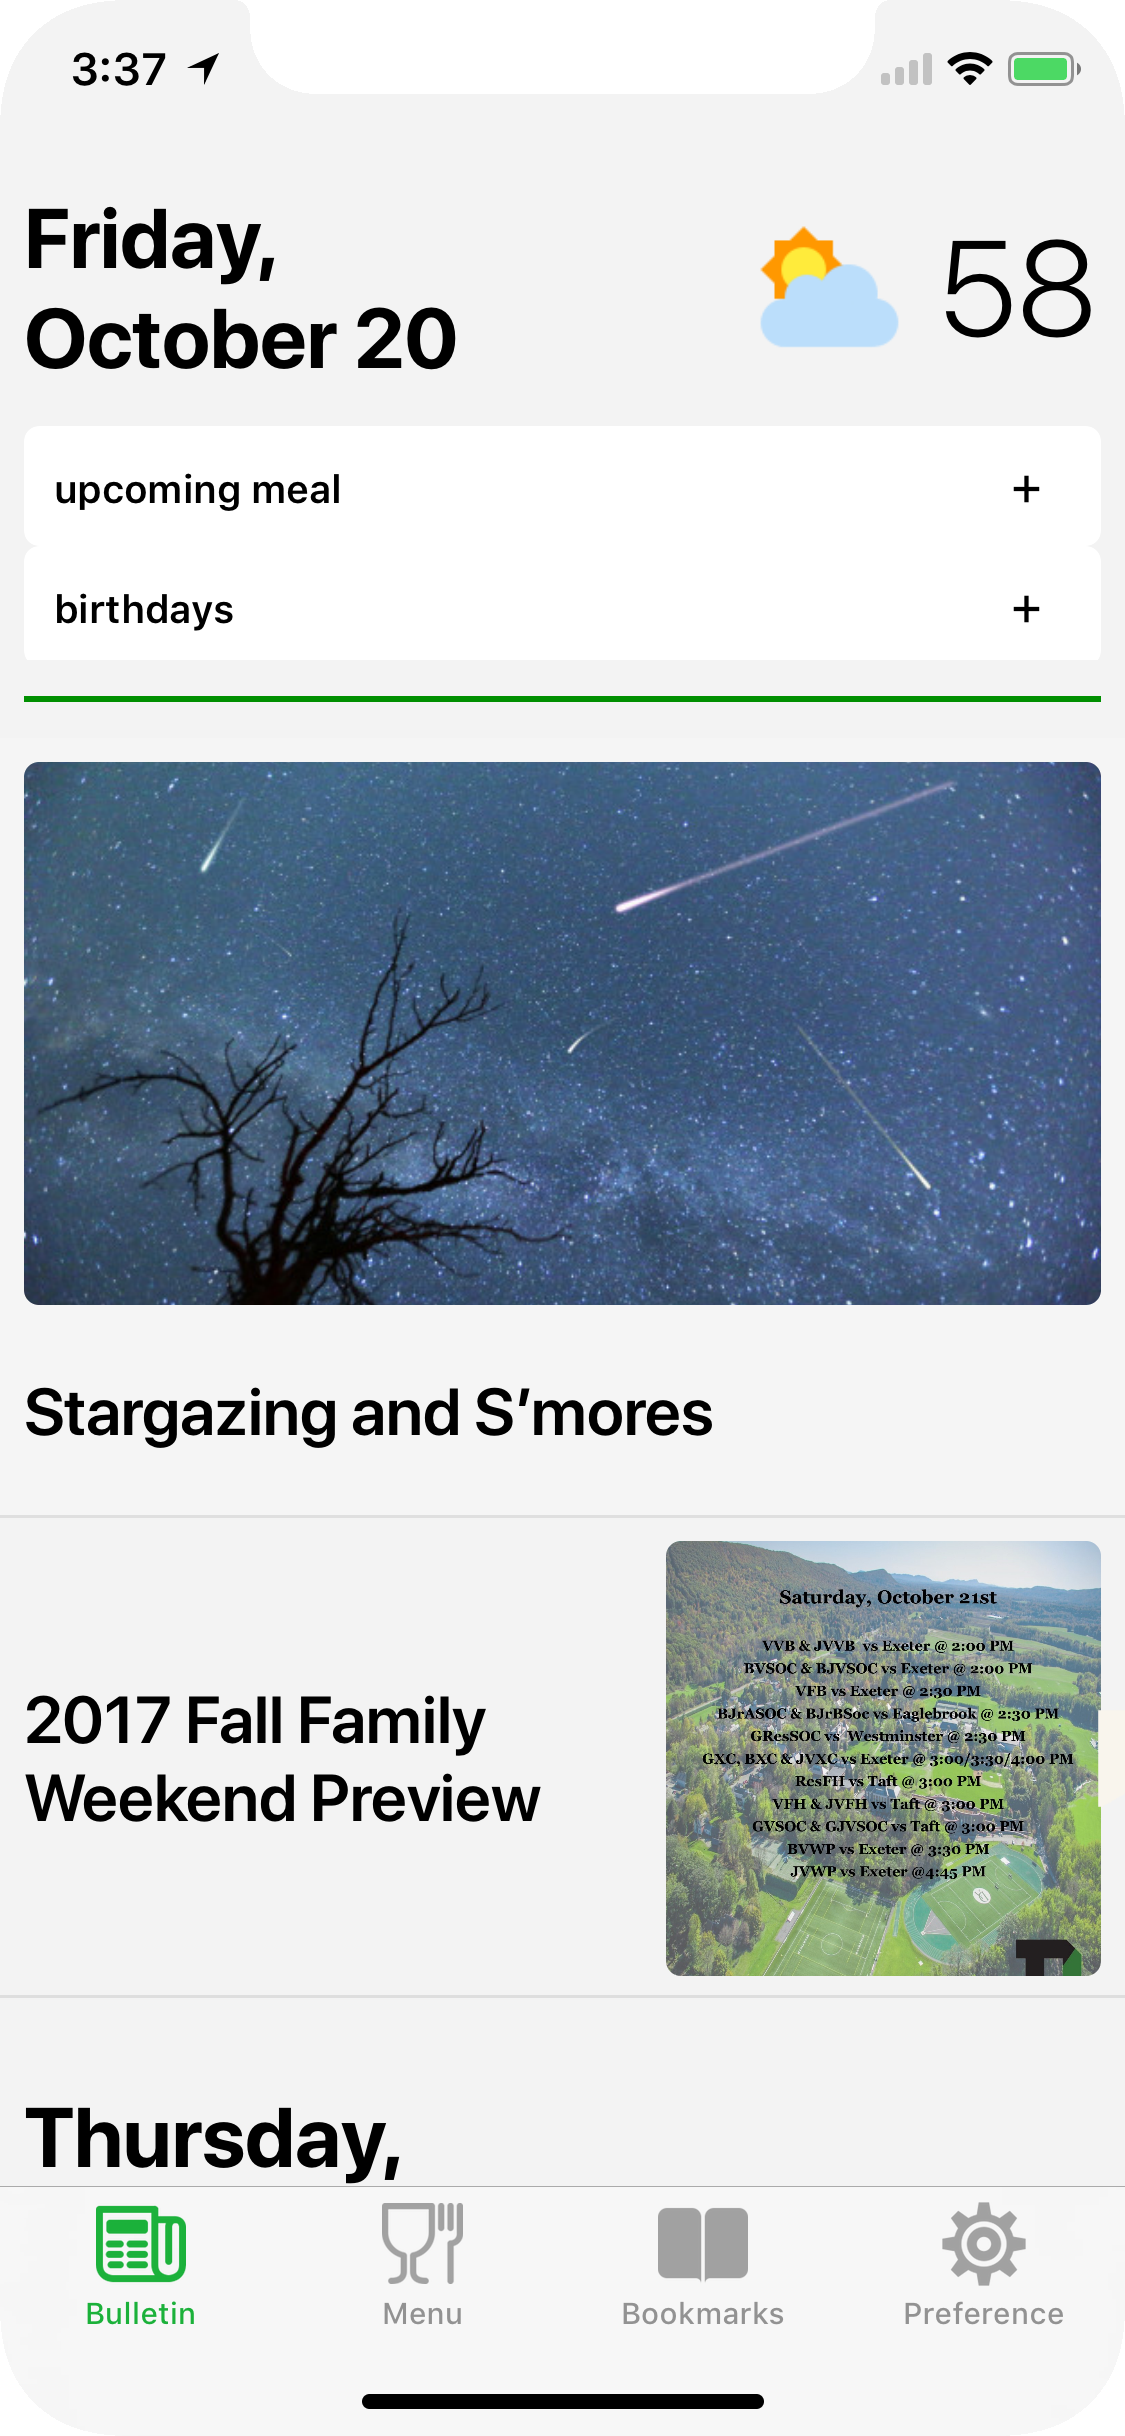 3:37
Friday,
October 20
58
upcoming meal
+
birthdays
+
Stargazing and S’mores
2017 Fall Family
Weekend Preview
Saturday, October 21st
VVB & JVVB vs Exeter @ 2:00 PM
BVSOC & BJVSOC vs Exeter @ 2:00 PM
VFB vs Exeter @ 2:30 PM
BJrASOC & BJrBSoc vs Eaglebrook @ 2:30 PM
GResSOC vs Westminster @ 2:30 PM
GXC, BXC & JVXC vs Exeter @ 3:00/3:30/4:00 PM
ResFH vs Taft @ 3:00 PM
VFH & JVFH vs Taft @ 3:00 PM
GVSOC & GJVSOC vs Taft @ 3:00 PM
BVWP vs Exeter @ 3:30 PM
JVWP vs Exeter @4:45 PM
Thursday,
Bulletin
Menu
Bookmarks
Preference